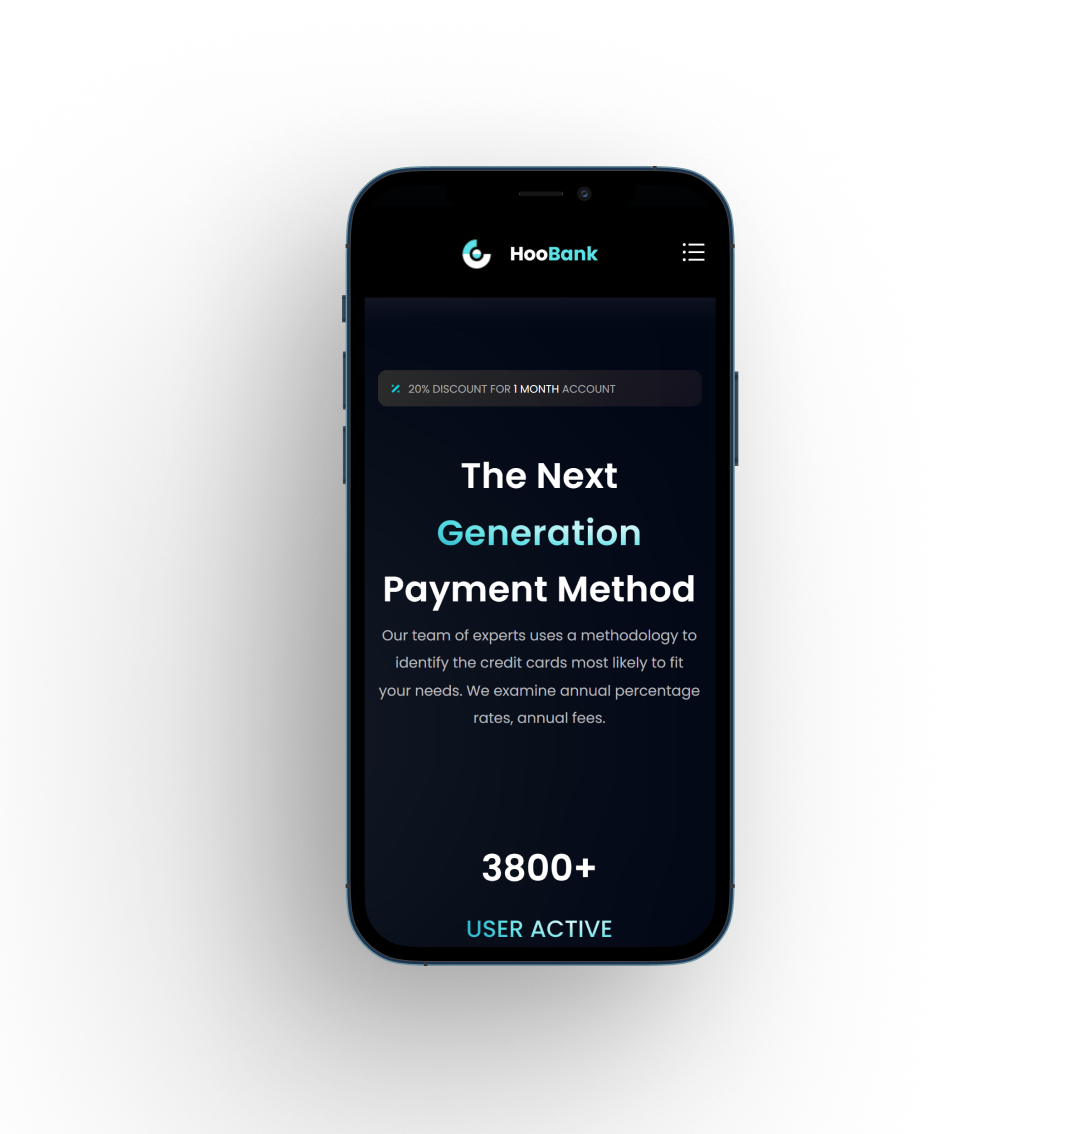 HooBank
20% DISCOUNT FOR 1 MONTH ACCOUNT
The Next
Generation
Payment Method
Our team of experts uses a methodology to
identify the credit cards most likely to fit
your needs. We examine annual percentage
rates, annual fees.
3800+
USER ACTIVE